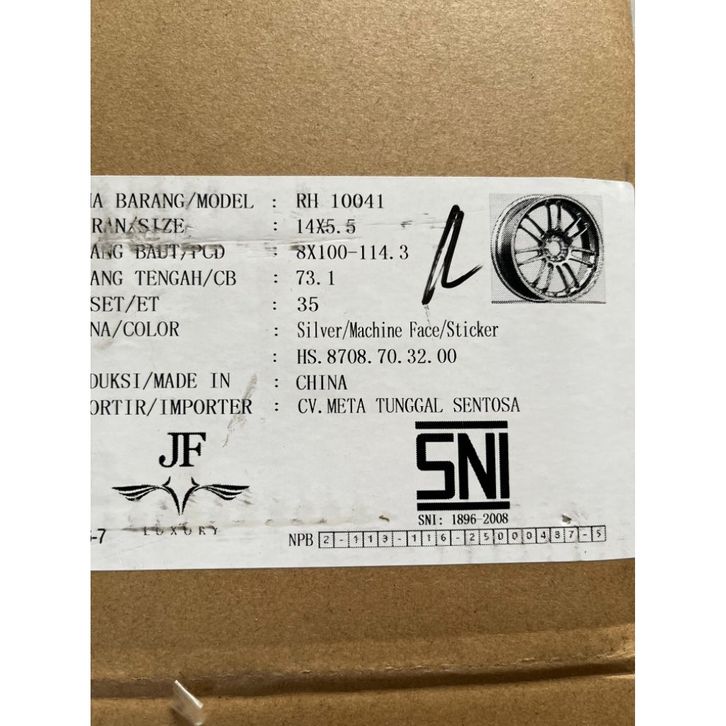 MA BARANG/MODEL : RH 10041
RAN/SIZE : 14X5.5
ANG BAUT/PCD : 8X100-114.3
ANG TENGAH/CB : 73.1
SET/ET : 35
NA/COLOR : Silver/Machine Face/Sticker
: HS.8708.70.32.00
DUKSI/MADE IN : CHINA
ORTIR/IMPORTER : CV.META TUNGGAL SENTOSA
JF
LUXURY
SNI
SNI: 1896-2008
-7
NPB 2-113-116-25000487-5